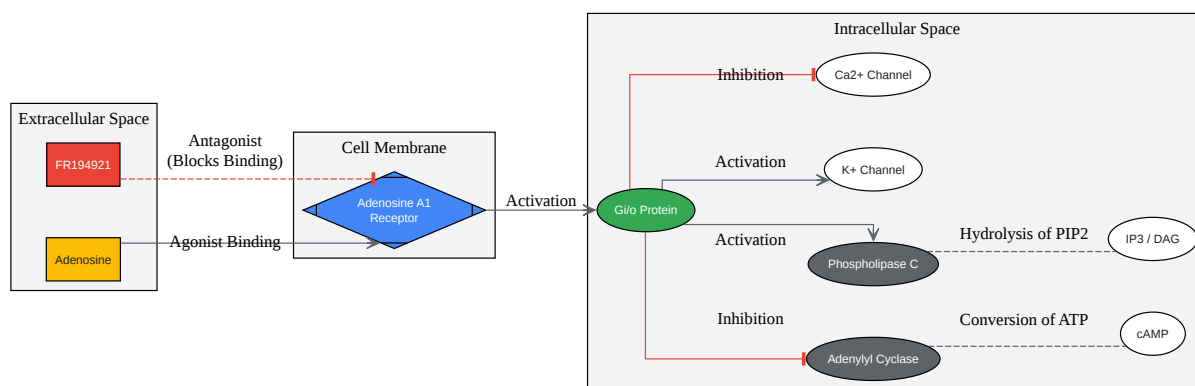 Intracellular Space
Inhibition
Ca2+ Channel
Extracellular Space
FR194921
Antagonist
(Blocks Binding)
Cell Membrane
Adenosine A1
Receptor
Activation
Gi/o Protein
Activation
K+ Channel
Adenosine
Agonist Binding
Activation
Phospholipase C
Hydrolysis of PIP2
IP3 / DAG
Inhibition
Adenylyl Cyclase
Conversion of ATP
cAMP